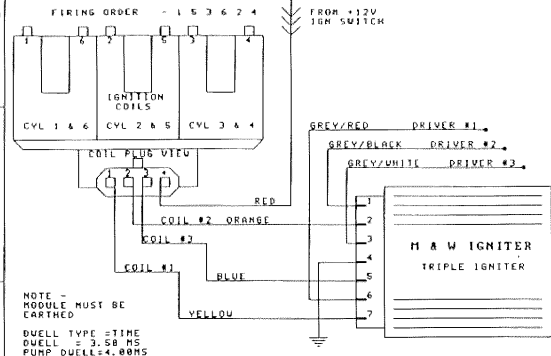 FIRING ORDER - 1 5 3 6 2 4
FROM +12V
IGN SWITCH
1 6 2 5 3 4
IGNITION
COILS
CYL 1 & 6 CYL 2 & 5 CYL 3 & 4
COIL PLUG VIEW
1 2 3 4
GREY/RED DRIVER #1
GREY/BLACK DRIVER #2
GREY/WHITE DRIVER #3
RED
COIL #2 ORANGE
COIL #3
COIL #1
BLUE
YELLOW
1
2
3
4
5
6
7
M & W IGNITER
TRIPLE IGNITER
NOTE -
MODULE MUST BE
EARTHED
DWELL TYPE =TIME
DWELL = 3.50 MS
PUMP DWELL=4.00MS